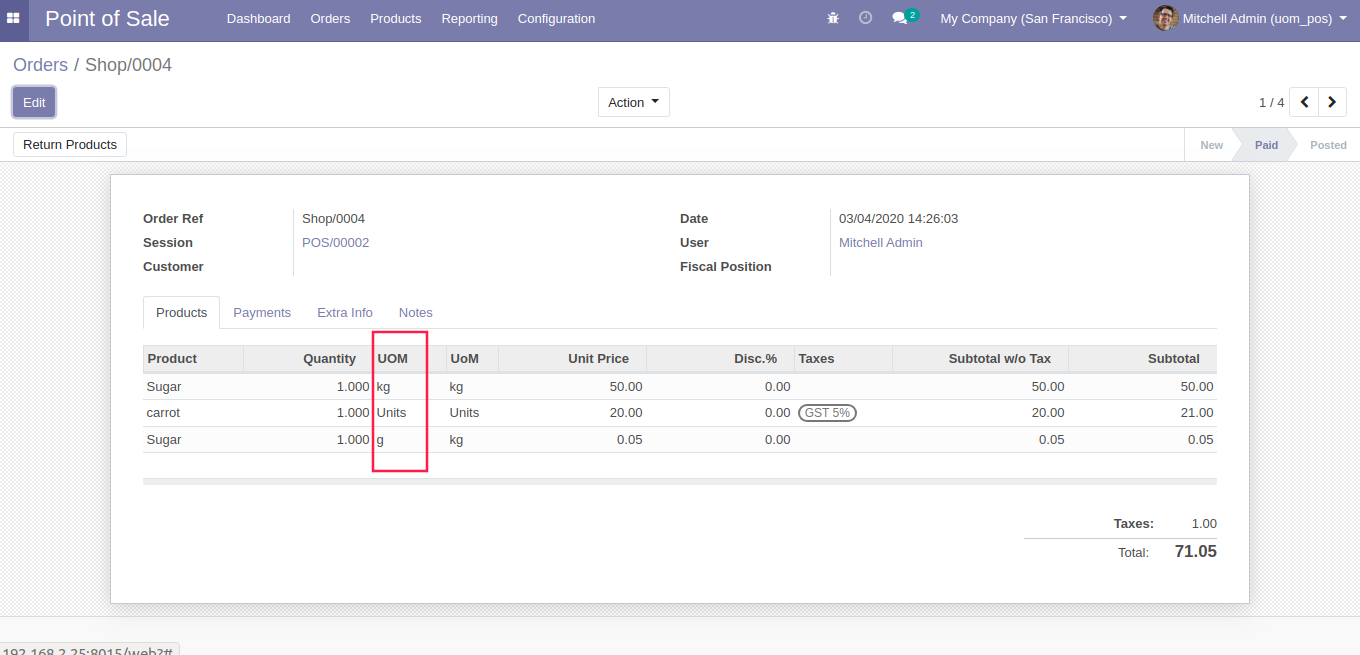 Point of Sale Dashboard Orders Products Reporting Configuration 2 My Company (San Francisco) Mitchell Admin (uom_pos)
Orders / Shop/0004
Edit Action 1 / 4
Return Products New Paid Posted
Order Ref Shop/0004 Date 03/04/2020 14:26:03
Session POS/00002 User Mitchell Admin
Customer Fiscal Position
Products Payments Extra Info Notes
Product Quantity UOM UoM Unit Price Disc.% Taxes Subtotal w/o Tax Subtotal
Sugar 1.000 kg kg 50.00 0.00 50.00 50.00
carrot 1.000 Units Units 20.00 0.00 GST 5% 20.00 21.00
Sugar 1.000 g kg 0.05 0.00 0.05 0.05
Taxes: 1.00
Total: 71.05
192.168.2.25:8015/web?#